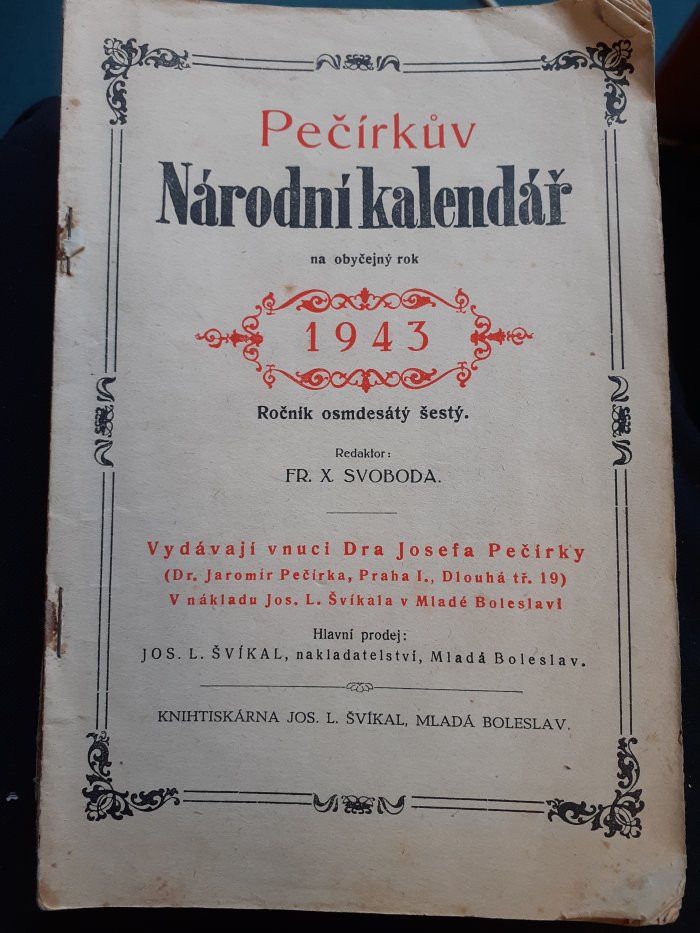 Pečírkův
Národní kalendář
na obyčejný rok
1943
Ročník osmdesátý šestý.
Redaktor:
FR. X. SVOBODA.
Vydávají vnuci Dra Josefa Pečírky
(Dr. Jaromír Pečírka, Praha I., Dlouhá tř. 19)
V nákladu Jos. L. Švíkala v Mladé Boleslavi
Hlavní prodej:
JOS. L. ŠVÍKAL, nakladatelství, Mladá Boleslav.
KNIHTISKÁRNA JOS. L. ŠVÍKAL, MLADÁ BOLESLAV.